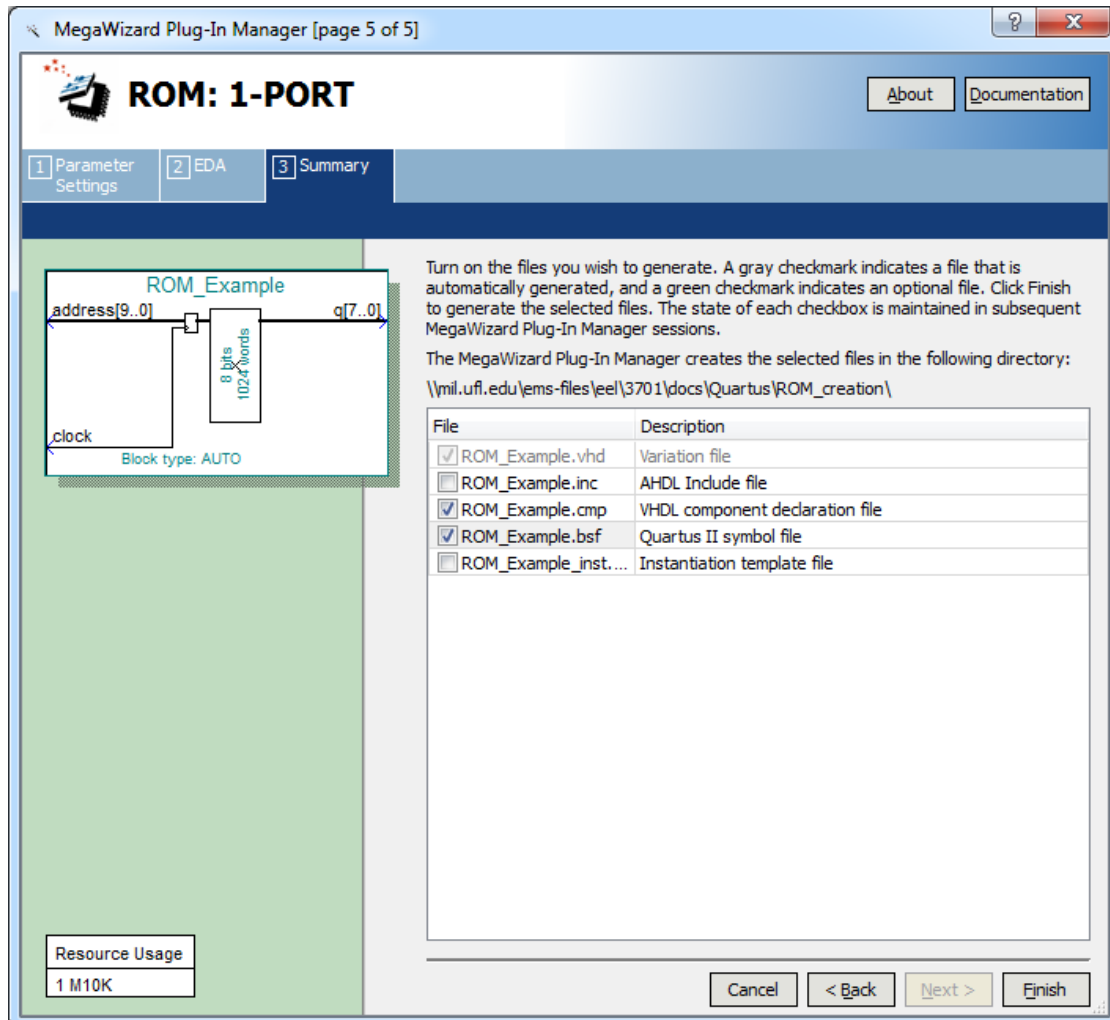 MegaWizard Plug-In Manager [page 5 of 5]
ROM: 1-PORT
About
Documentation
1 Parameter
Settings
2 EDA
3 Summary
ROM_Example
address[9..0]
q[7..0]
8 bits
1024 words
clock
Block type: AUTO
Turn on the files you wish to generate. A gray checkmark indicates a file that is
automatically generated, and a green checkmark indicates an optional file. Click Finish
to generate the selected files. The state of each checkbox is maintained in subsequent
MegaWizard Plug-In Manager sessions.
The MegaWizard Plug-In Manager creates the selected files in the following directory:
\\mil.ufl.edu\ems-files\eel\3701\docs\Quartus\ROM_creation\
File Description
ROM_Example.vhd Variation file
ROM_Example.inc AHDL Include file
ROM_Example.cmp VHDL component declaration file
ROM_Example.bsf Quartus II symbol file
ROM_Example_inst.... Instantiation template file
Resource Usage
1 M10K
Cancel
< Back
Next >
Finish